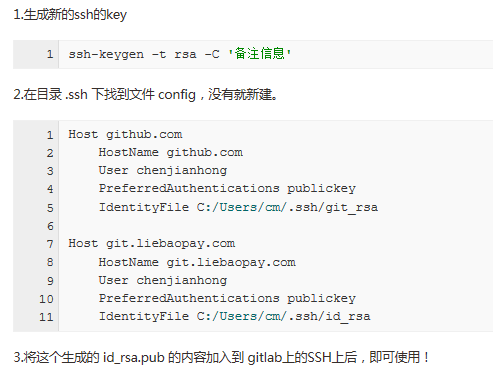 1.生成新的ssh的key
1 ssh-keygen -t rsa -C '备注信息'
2.在目录 .ssh 下找到文件 config，没有就新建。
1 Host github.com
2 HostName github.com
3 User chenjianhong
4 PreferredAuthentications publickey
5 IdentityFile C:/Users/cm/.ssh/git_rsa
6
7 Host git.liebaopay.com
8 HostName git.liebaopay.com
9 User chenjianhong
10 PreferredAuthentications publickey
11 IdentityFile C:/Users/cm/.ssh/id_rsa
3.将这个生成的 id_rsa.pub 的内容加入到 gitlab上的SSH上后，即可使用！